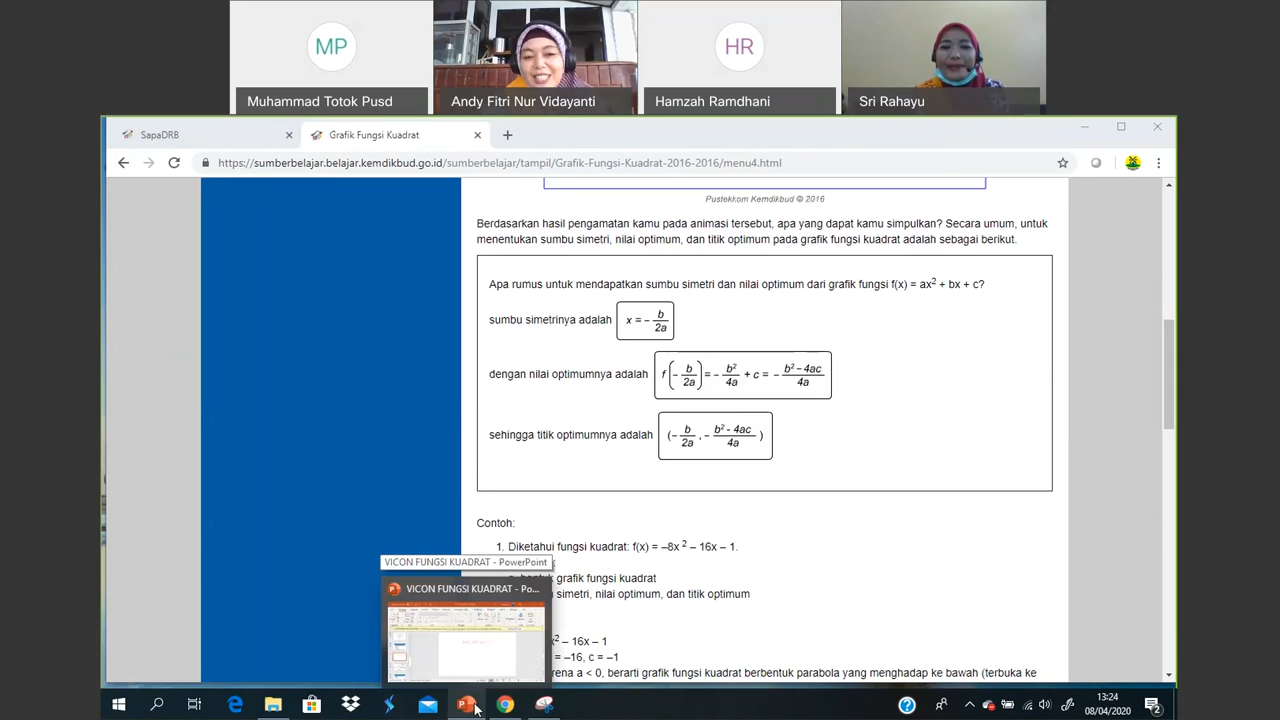 MP
HR
Muhammad Totok Pusd
Andy Fitri Nur Vidayanti
Hamzah Ramdhani
Sri Rahayu
SapaDRB
Grafik Fungsi Kuadrat
https://sumberbelajar.belajar.kemdikbud.go.id/sumberbelajar/tampil/Grafik-Fungsi-Kuadrat-2016-2016/menu4.html
Pustekkom Kemdikbud © 2016
Berdasarkan hasil pengamatan kamu pada animasi tersebut, apa yang dapat kamu simpulkan? Secara umum, untuk
menentukan sumbu simetri, nilai optimum, dan titik optimum pada grafik fungsi kuadrat adalah sebagai berikut.
Apa rumus untuk mendapatkan sumbu simetri dan nilai optimum dari grafik fungsi f(x) = ax² + bx + c?
sumbu simetrinya adalah x = - b/2a
dengan nilai optimumnya adalah f(- b/2a) = - b²/4a + c = - b² – 4ac/4a
sehingga titik optimumnya adalah (- b/2a , - b² - 4ac/4a )
Contoh:
1. Diketahui fungsi kuadrat: f(x) = –8x ² – 16x – 1.
VICON FUNGSI KUADRAT - PowerPoint
grafik fungsi kuadrat
simetri, nilai optimum, dan titik optimum
VICON FUNGSI KUADRAT - Po...
x² – 16x – 1
= –16, c = –1
rena a < 0, berarti grafik fungsi kuadrat berbentuk parabola yang menghadap ke bawah (terbuka ke
13:24
08/04/2020
2